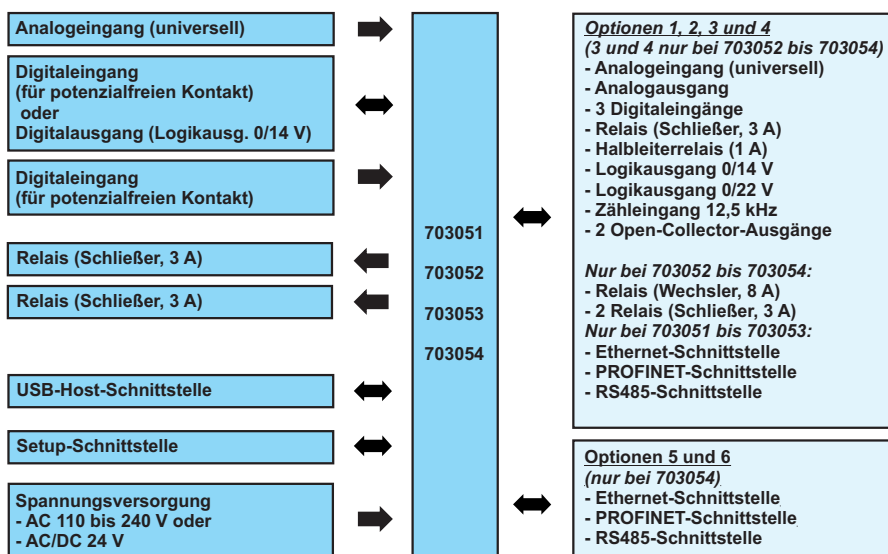 Analogeingang (universell)
Digitaleingang
(für potenzialfreien Kontakt)
oder
Digitalausgang (Logikausg. 0/14 V)
Digitaleingang
(für potenzialfreien Kontakt)
Relais (Schließer, 3 A)
Relais (Schließer, 3 A)
USB-Host-Schnittstelle
Setup-Schnittstelle
Spannungsversorgung
- AC 110 bis 240 V oder
- AC/DC 24 V
703051
703052
703053
703054
Optionen 1, 2, 3 und 4
(3 und 4 nur bei 703052 bis 703054)
- Analogeingang (universell)
- Analogausgang
- 3 Digitaleingänge
- Relais (Schließer, 3 A)
- Halbleiterrelais (1 A)
- Logikausgang 0/14 V
- Logikausgang 0/22 V
- Zähleingang 12,5 kHz
- 2 Open-Collector-Ausgänge
Nur bei 703052 bis 703054:
- Relais (Wechsler, 8 A)
- 2 Relais (Schließer, 3 A)
Nur bei 703051 bis 703053:
- Ethernet-Schnittstelle
- PROFINET-Schnittstelle
- RS485-Schnittstelle
Optionen 5 und 6
(nur bei 703054)
- Ethernet-Schnittstelle
- PROFINET-Schnittstelle
- RS485-Schnittstelle